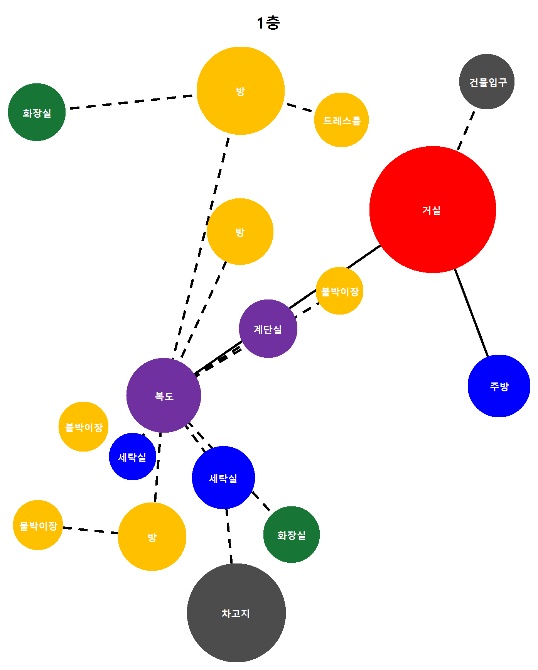 1층
방
건물입구
화장실
드레스룸
거실
방
붙박이장
계단실
주방
복도
붙박이장
세탁실
세탁실
붙박이장
방
화장실
차고지